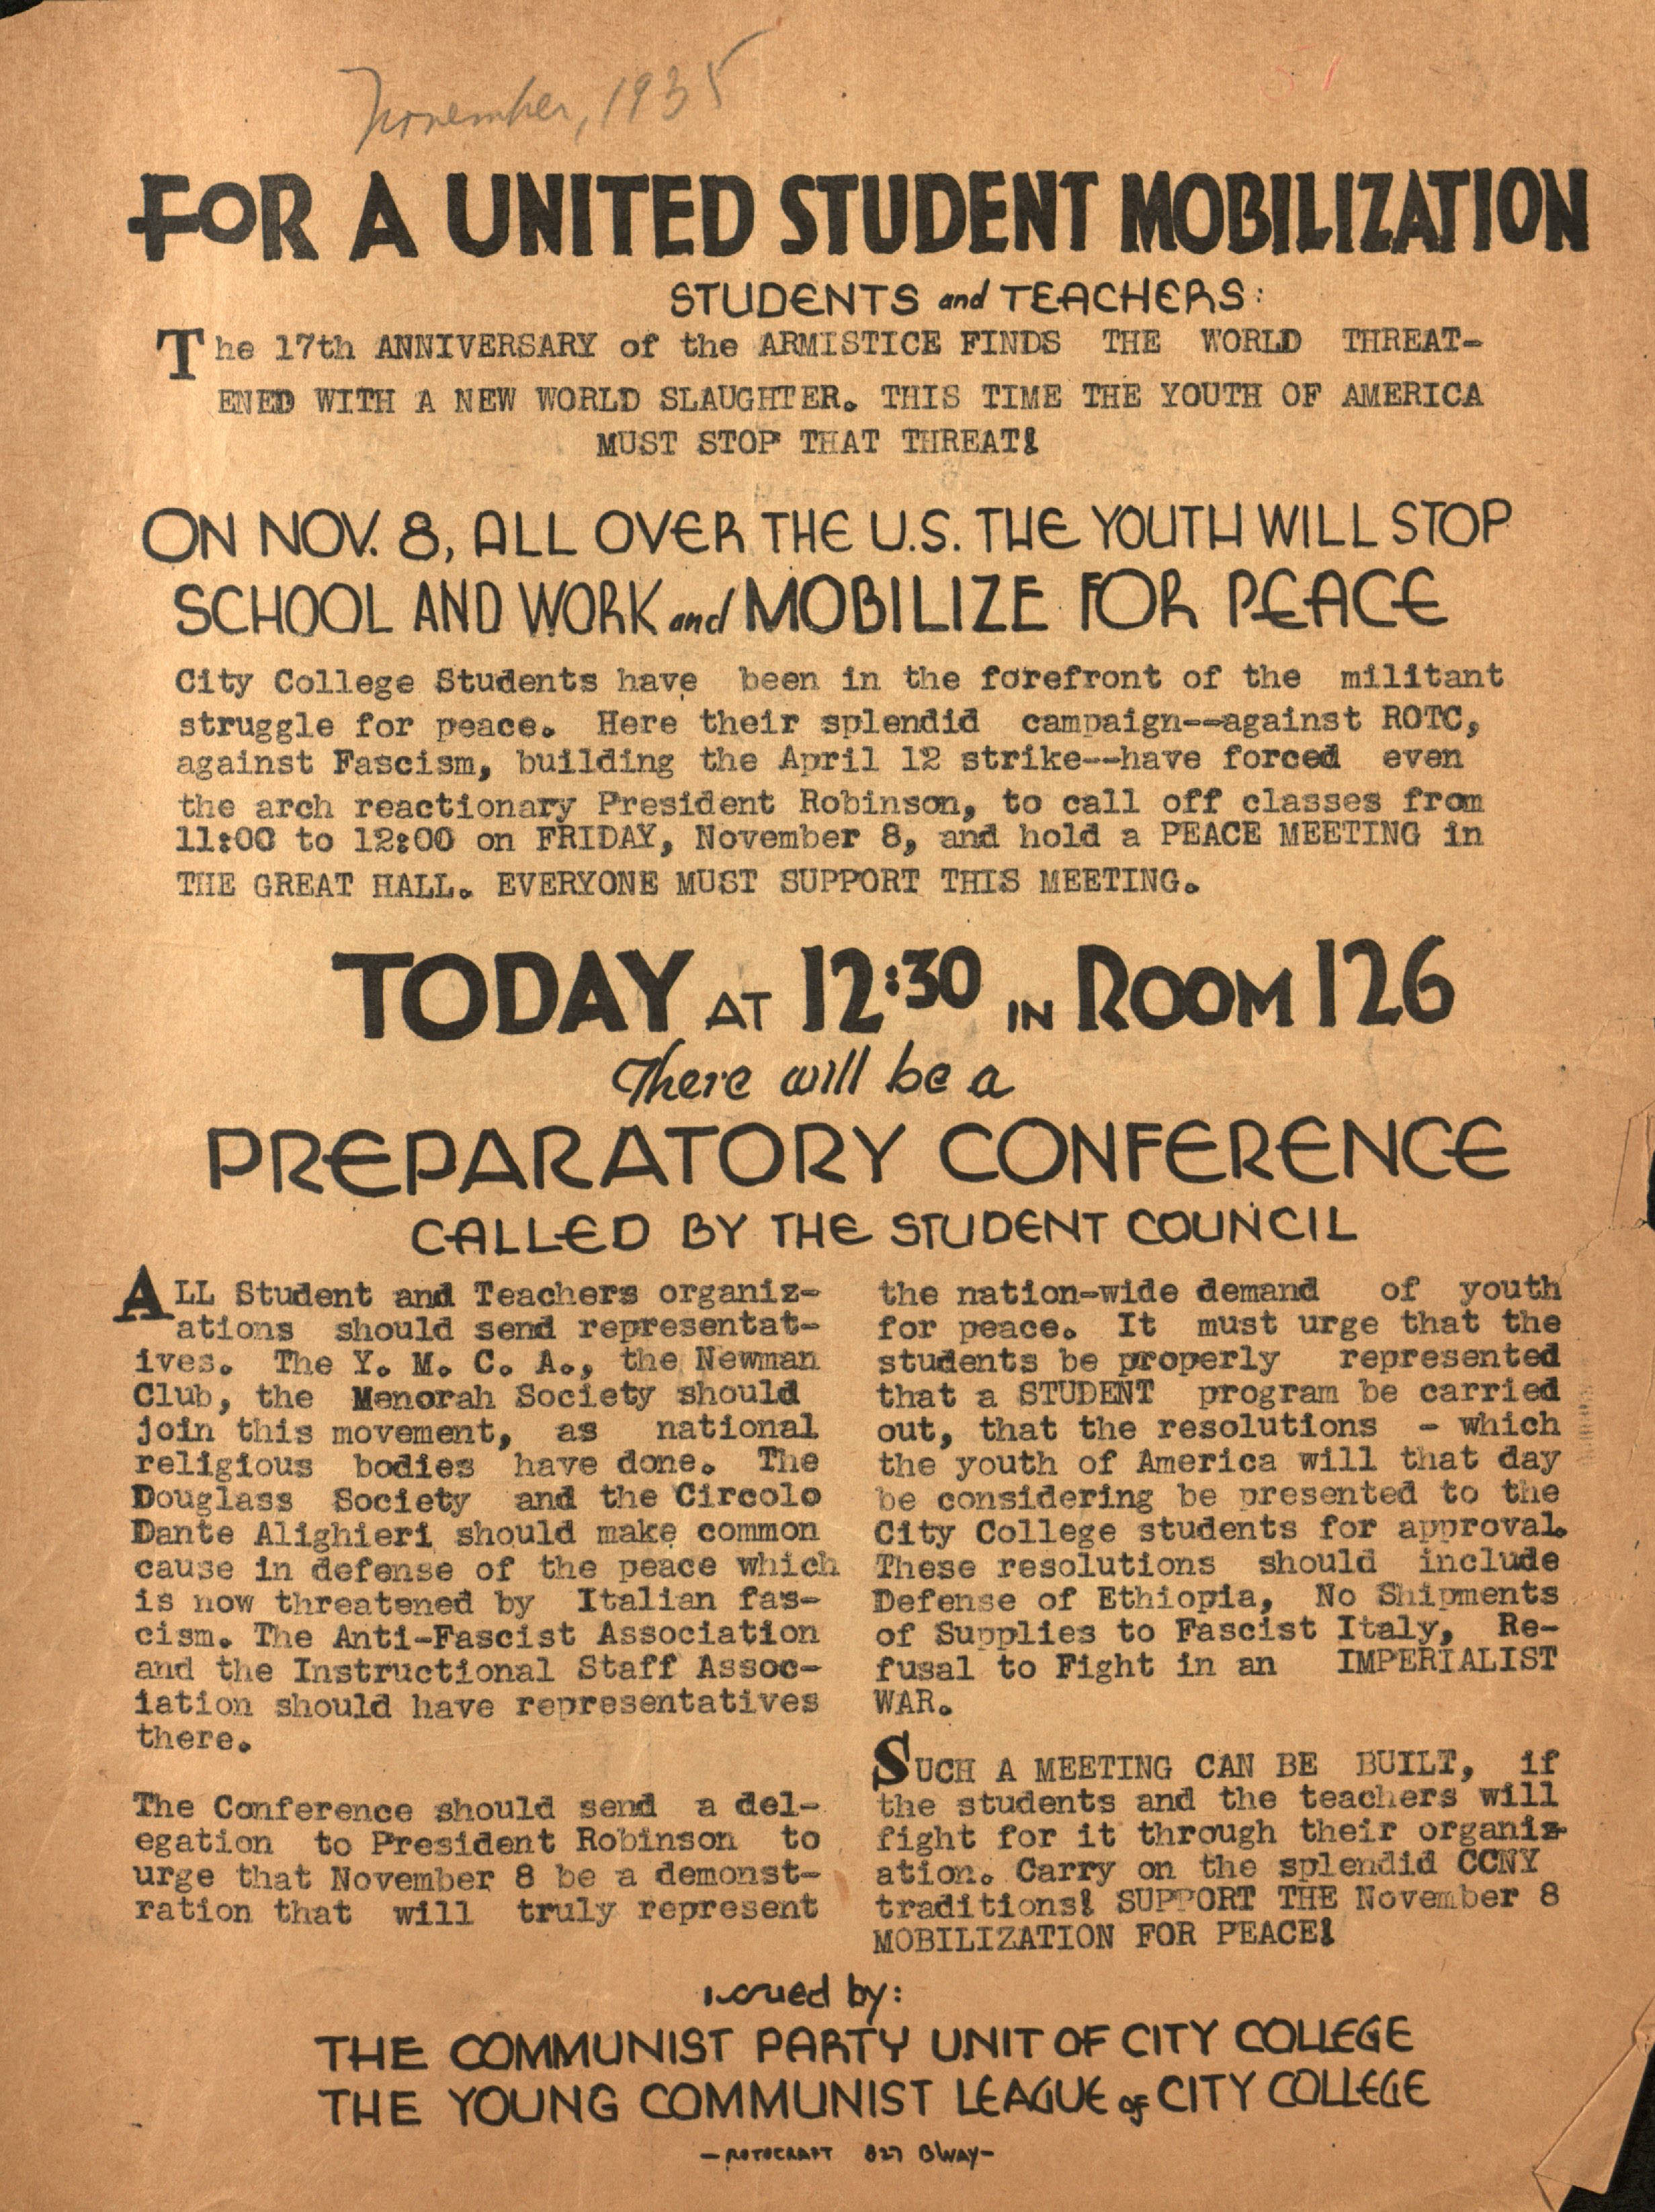 November, 1935
FOR A UNITED STUDENT MOBILIZATION
STUDENTS and TEACHERS:
The 17th ANNIVERSARY of the ARMISTICE FINDS THE WORLD THREAT-
ENED WITH A NEW WORLD SLAUGHTER. THIS TIME THE YOUTH OF AMERICA
MUST STOP THAT THREAT!
ON NOV. 8, ALL OVER THE U.S. THE YOUTH WILL STOP
SCHOOL AND WORK and MOBILIZE FOR PEACE
City College Students have been in the forefront of the militant
struggle for peace. Here their splendid campaign--against ROTC,
against Fascism, building the April 12 strike--have forced even
the arch reactionary President Robinson, to call off classes from
11:00 to 12:00 on FRIDAY, November 8, and hold a PEACE MEETING in
THE GREAT HALL. EVERYONE MUST SUPPORT THIS MEETING.
TODAY AT 12:30 IN ROOM 126
There will be a
PREPARATORY CONFERENCE
CALLED BY THE STUDENT COUNCIL
ALL Student and Teachers organiz-
ations should send representat-
ives. The Y. M. C. A., the Newman
Club, the Menorah Society should
join this movement, as national
religious bodies have done. The
Douglass Society and the Circolo
Dante Alighieri should make common
cause in defense of the peace which
is now threatened by Italian fas-
cism. The Anti-Fascist Association
and the Instructional Staff Assoc-
iation should have representatives
there.
The Conference should send a del-
egation to President Robinson to
urge that November 8 be a demonst-
ration that will truly represent
the nation-wide demand of youth
for peace. It must urge that the
students be properly represented
that a STUDENT program be carried
out, that the resolutions - which
the youth of America will that day
be considering be presented to the
City College students for approval.
These resolutions should include
Defense of Ethiopia, No Shipments
of Supplies to Fascist Italy, Re-
fusal to Fight in an IMPERIALIST
WAR.
SUCH A MEETING CAN BE BUILT, if
the students and the teachers will
fight for it through their organiz-
ation. Carry on the splendid CCNY
traditions! SUPPORT THE November 8
MOBILIZATION FOR PEACE!
issued by:
THE COMMUNIST PARTY UNIT OF CITY COLLEGE
THE YOUNG COMMUNIST LEAGUE of CITY COLLEGE
-ROTOCRAFT 827 BWAY-